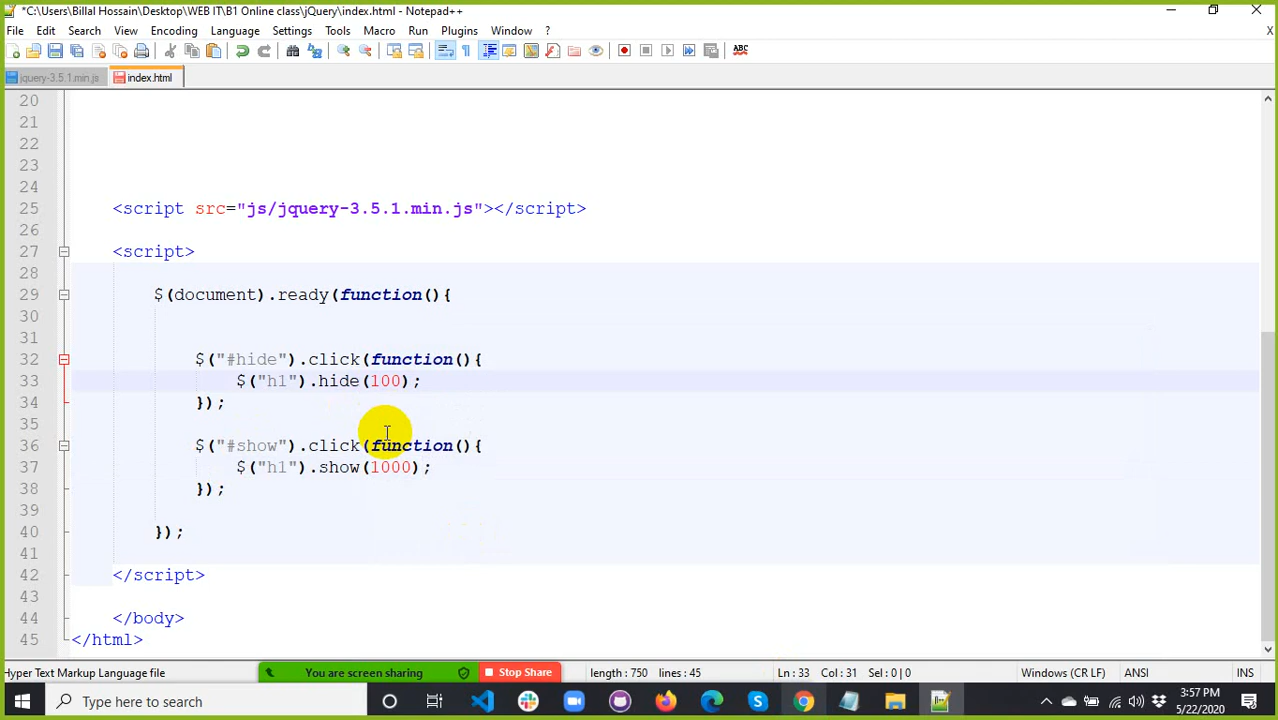 *C:\Users\Billal Hossain\Desktop\WEB IT\B1 Online class\jQuery\index.html - Notepad++
File Edit Search View Encoding Language Settings Tools Macro Run Plugins Window ? X
ABC
jquery-3.5.1.min.js index.html
20
21
22
23
24
25 <script src="js/jquery-3.5.1.min.js"></script>
26
27 <script>
28
29 $(document).ready(function(){
30
31
32 $("#hide").click(function(){
33 $("h1").hide(100);
34 });
35
36 $("#show").click(function(){
37 $("h1").show(1000);
38 });
39
40 });
41
42 </script>
43
44 </body>
45 </html>
Hyper Text Markup Language file You are screen sharing Stop Share length : 750 lines : 45 Ln : 33 Col : 31 Sel : 0 | 0 Windows (CR LF) ANSI INS
Type here to search 3:57 PM
5/22/2020